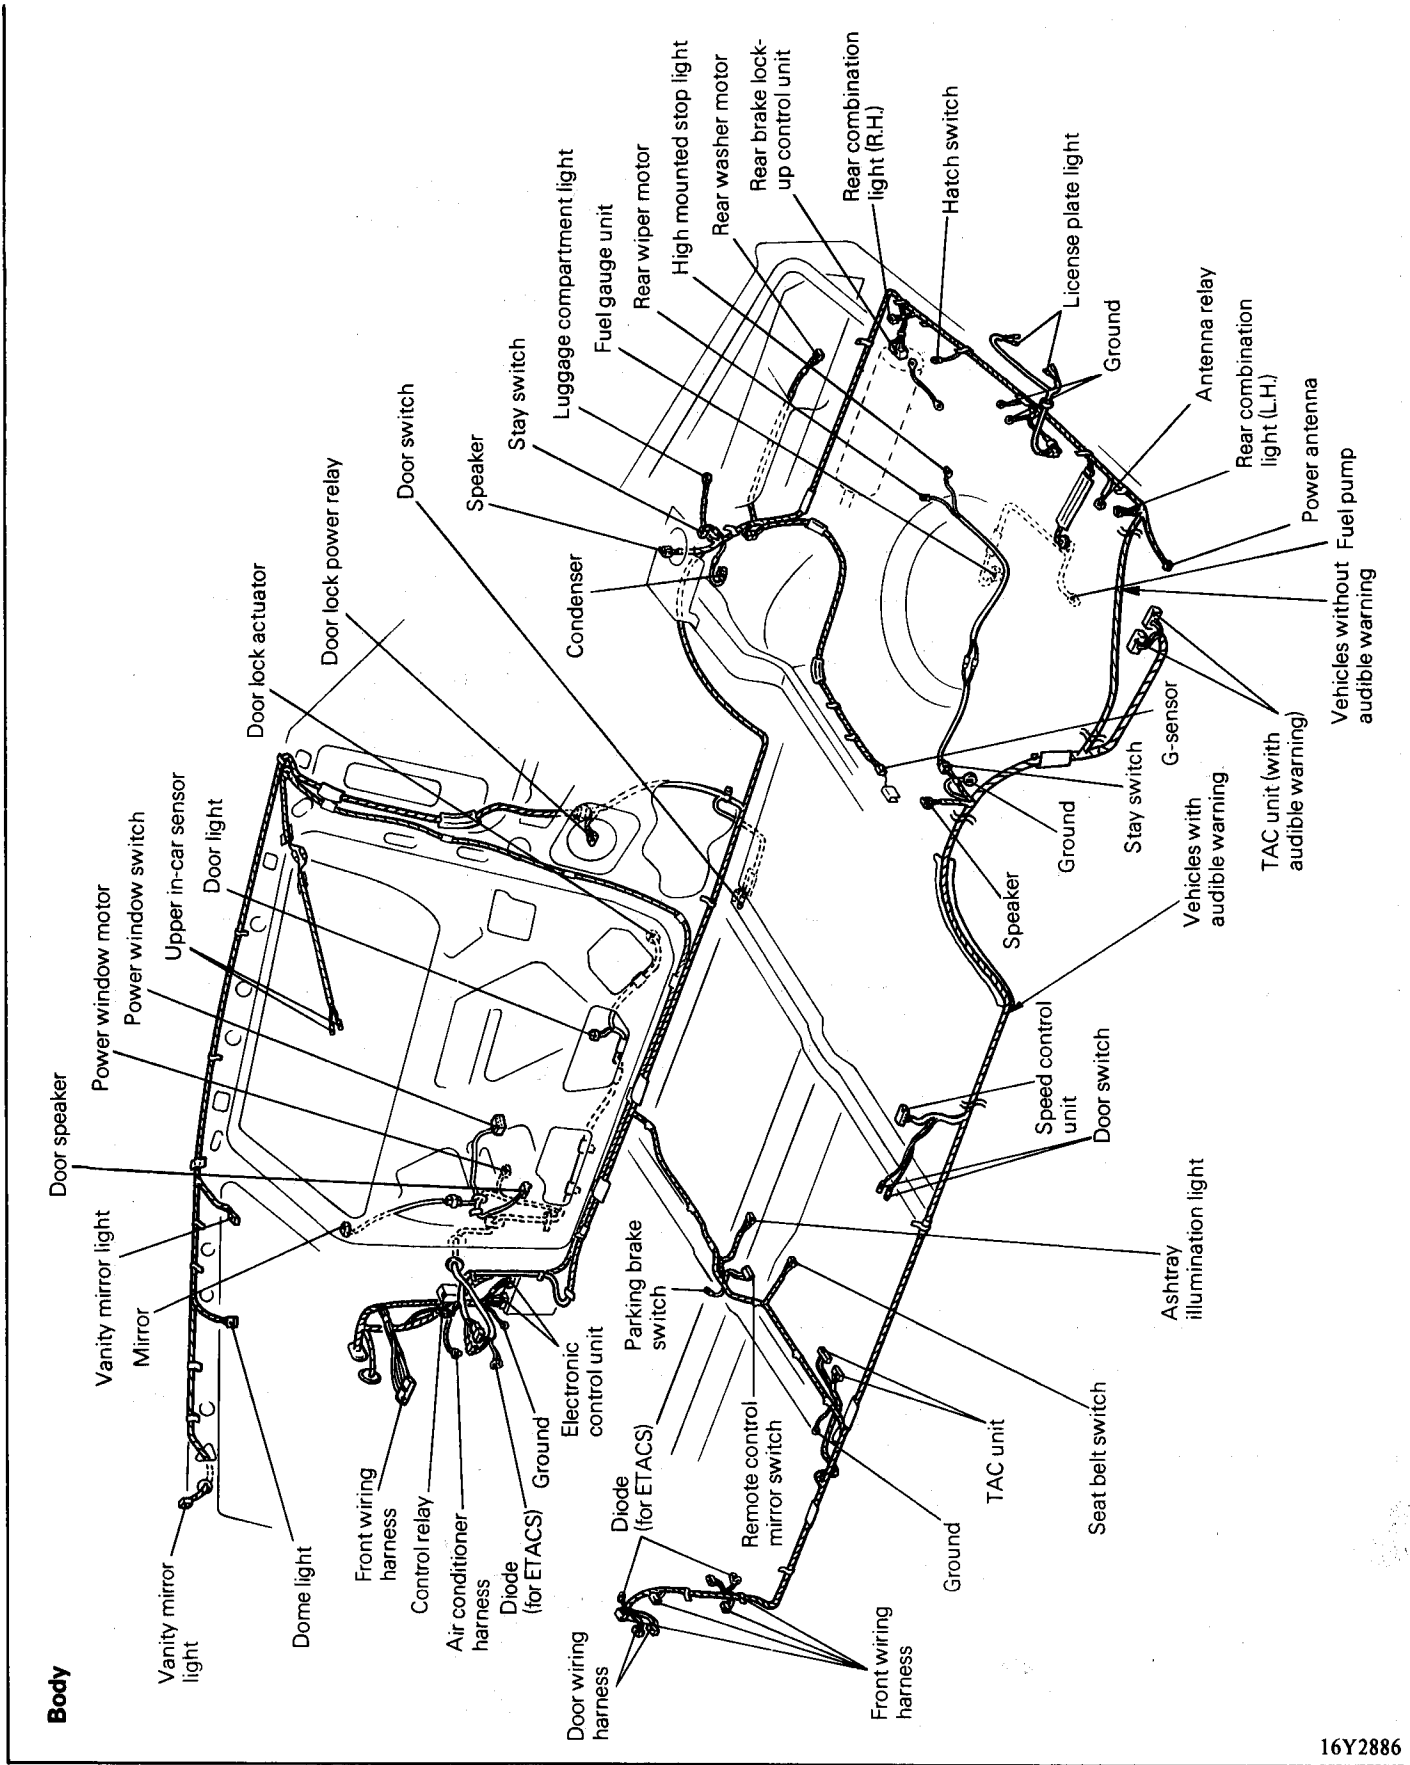 Body
Vanity mirror
light
Dome light
Vanity mirror light
Mirror
Door speaker
Power window motor
Power window switch
Upper in-car sensor
Door light
Door lock actuator
Door lock power relay
Door switch
Speaker
Stay switch
Luggage compartment light
Fuel gauge unit
Rear wiper motor
High mounted stop light
Rear washer motor
Rear brake lock-
up control unit
Rear combination
light (R.H.)
Hatch switch
License plate light
Ground
Antenna relay
Rear combination
light (L.H.)
Power antenna
Fuel pump
Vehicles without
audible warning
TAC unit (with
audible warning)
G-sensor
Stay switch
Ground
Speaker
Vehicles with
audible warning
Condenser
Front wiring
harness
Control relay
Air conditioner
harness
Diode
(for ETACS)
Ground
Electronic
control unit
Parking brake
switch
Diode
(for ETACS)
Remote control
mirror switch
Door wiring
harness
Front wiring
harness
Ground
TAC unit
Seat belt switch
Ashtray
illumination light
Speed control
unit
Door switch
16Y2886